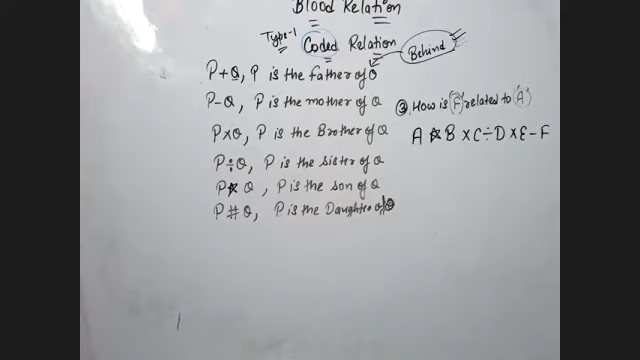 Blood Relation
Type-1 Coded Relation Behind
P+Q, P is the father of Q
P-Q, P is the mother of Q
P×Q, P is the Brother of Q
P÷Q, P is the sister of Q
P☆Q, P is the son of Q
P#Q, P is the Daughter of Q
③ How is 'F' related to 'A'
A☆B×C÷D×E-F